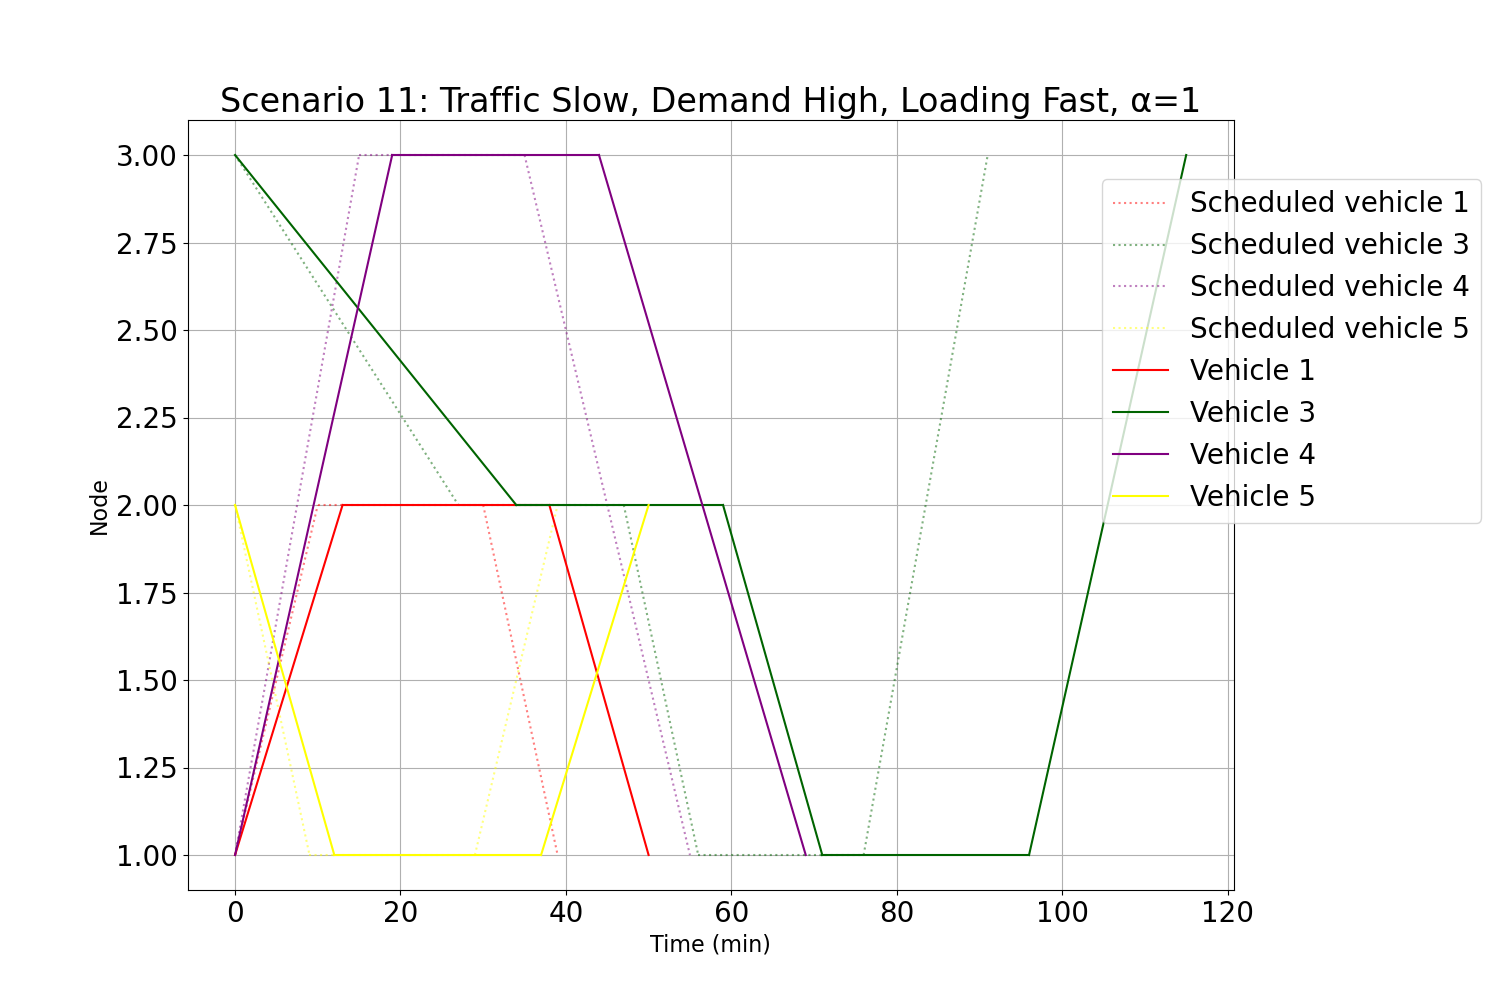 Scenario 11: Traffic Slow, Demand High, Loading Fast, α=1
3.00
2.75
2.50
2.25
2.00
1.75
1.50
1.25
1.00
Node
0 20 40 60 80 100 120
Time (min)
Scheduled vehicle 1
Scheduled vehicle 3
Scheduled vehicle 4
Scheduled vehicle 5
Vehicle 1
Vehicle 3
Vehicle 4
Vehicle 5